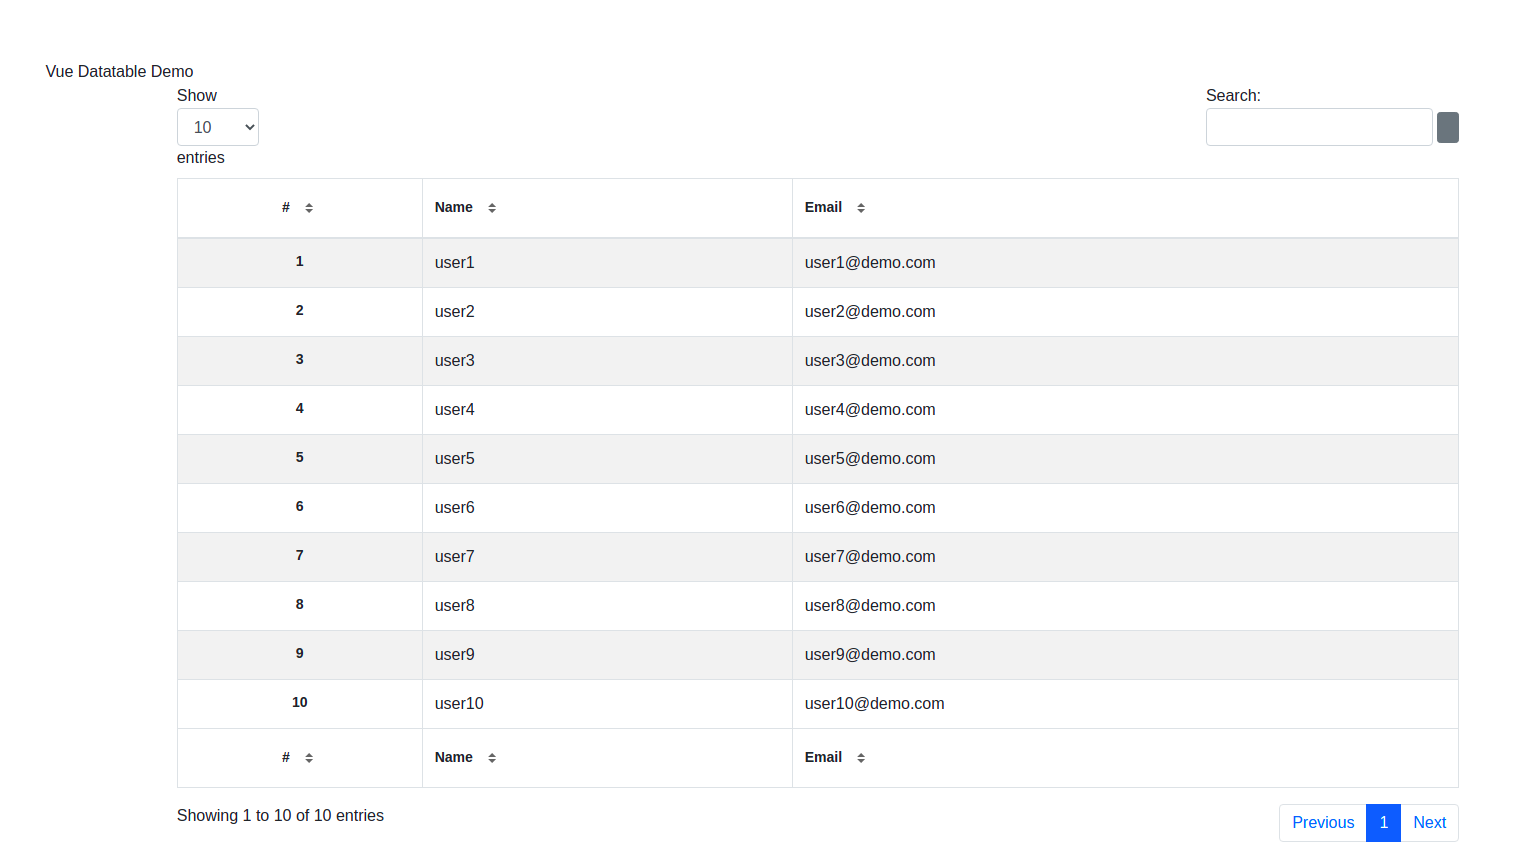 Vue Datatable Demo
Show
Search:
10
entries
# Name Email
1 user1 user1@demo.com
2 user2 user2@demo.com
3 user3 user3@demo.com
4 user4 user4@demo.com
5 user5 user5@demo.com
6 user6 user6@demo.com
7 user7 user7@demo.com
8 user8 user8@demo.com
9 user9 user9@demo.com
10 user10 user10@demo.com
# Name Email
Showing 1 to 10 of 10 entries
Previous 1 Next